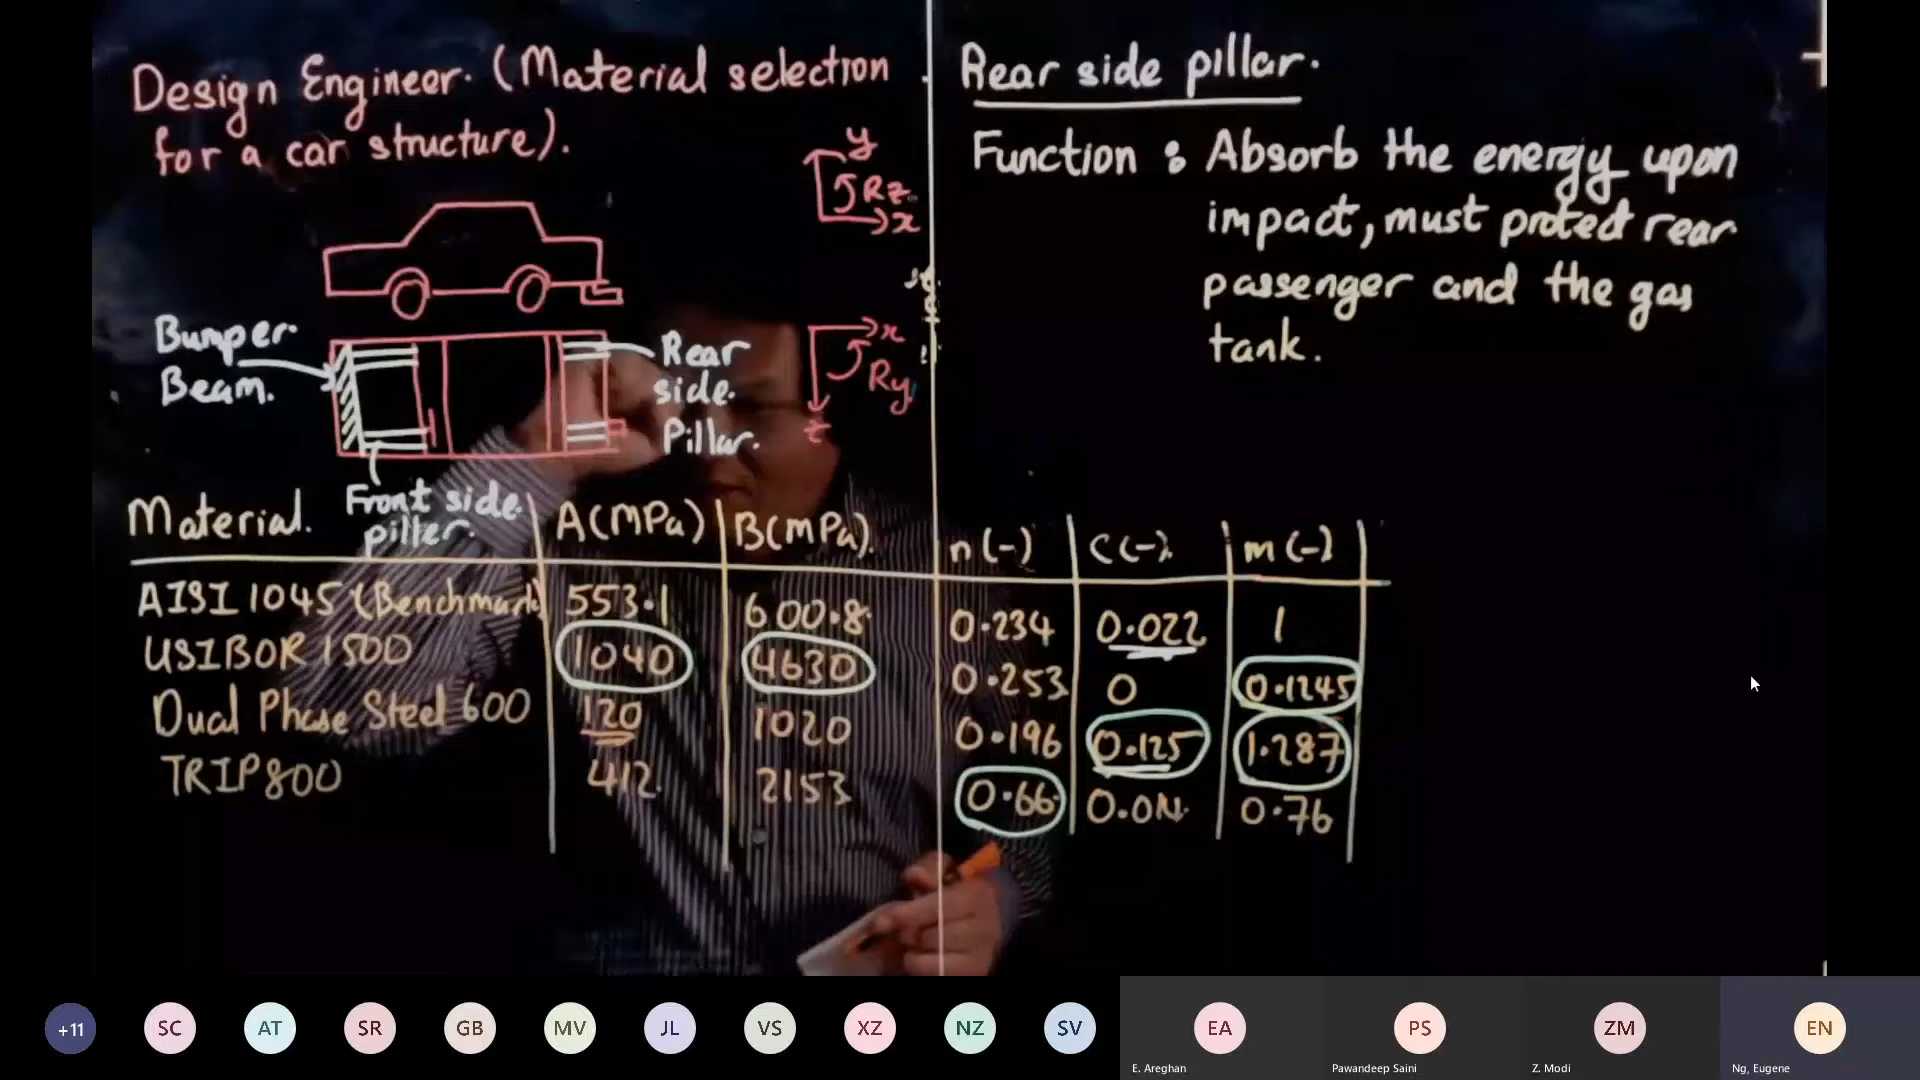 Design Engineer. (Material selection
for a car structure).
y
Rz
x
Bumper
Beam.
Rear
side
Pillar.
x
Ry
z
Front side
piller.
Rear side pillar.
Function : Absorb the energy upon
impact, must protect rear
passenger and the gas
tank.
Material. A(MPa) B(MPa). n(-) C(-). m(-)
AISI 1045 (Benchmark) 553.1 600.8 0.234 0.022 1
USIBOR 1500 1040 4630 0.253 0 0.1245
Dual Phase Steel 600 120 1020 0.196 0.125 1.287
TRIP800 412 2153 0.66 0.76
+11 SC AT SR GB MV JL VS XZ NZ SV EA PS ZM EN
E. Areghan Pawandeep Saini Z. Modi Ng, Eugene